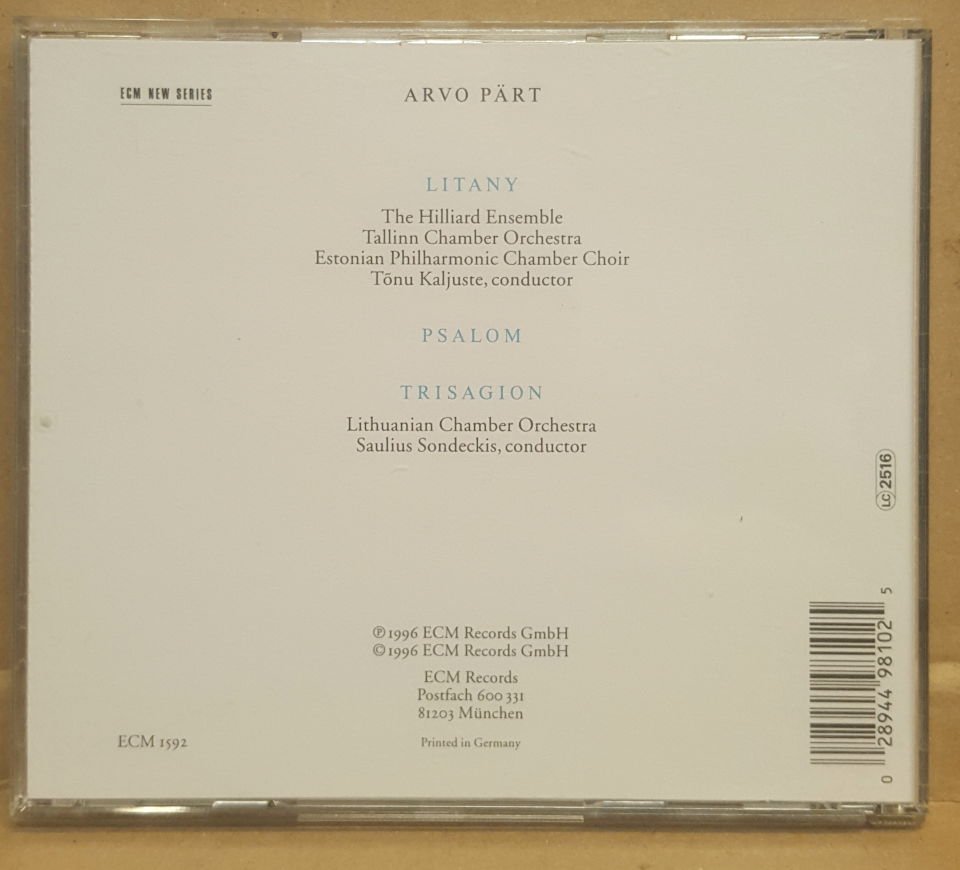 ECM NEW SERIES
ARVO PÄRT
LITANY
The Hilliard Ensemble
Tallinn Chamber Orchestra
Estonian Philharmonic Chamber Choir
Tõnu Kaljuste, conductor
PSALOM
TRISAGION
Lithuanian Chamber Orchestra
Saulius Sondeckis, conductor
LC 2516
℗ 1996 ECM Records GmbH
© 1996 ECM Records GmbH
ECM Records
Postfach 600 331
81203 München
ECM 1592
Printed in Germany
0 28944 98102 5